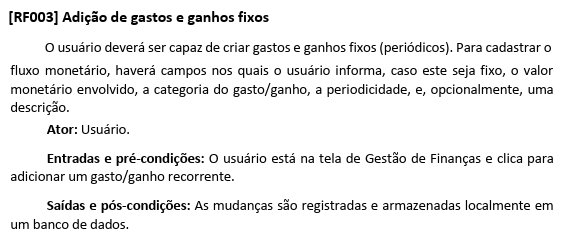 [RF003] Adição de gastos e ganhos fixos
O usuário deverá ser capaz de criar gastos e ganhos fixos (periódicos). Para cadastrar o
fluxo monetário, haverá campos nos quais o usuário informa, caso este seja fixo, o valor
monetário envolvido, a categoria do gasto/ganho, a periodicidade, e, opcionalmente, uma
descrição.
Ator: Usuário.
Entradas e pré-condições: O usuário está na tela de Gestão de Finanças e clica para
adicionar um gasto/ganho recorrente.
Saídas e pós-condições: As mudanças são registradas e armazenadas localmente em
um banco de dados.